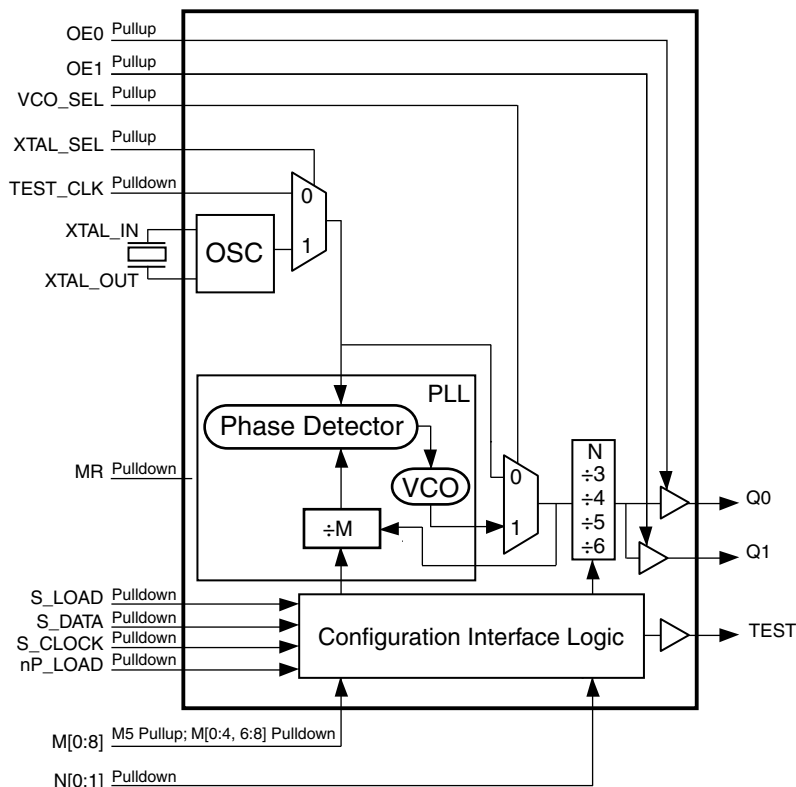 OE0 Pullup
OE1 Pullup
VCO_SEL Pullup
XTAL_SEL Pullup
TEST_CLK Pulldown
0
XTAL_IN
OSC
1
XTAL_OUT
PLL
Phase Detector
N
÷3
÷4
÷5
÷6
MR Pulldown
VCO
0
Q0
÷M
1
Q1
S_LOAD Pulldown
S_DATA Pulldown
S_CLOCK Pulldown
nP_LOAD Pulldown
Configuration Interface Logic
TEST
M[0:8] M5 Pullup; M[0:4, 6:8] Pulldown
N[0:1] Pulldown